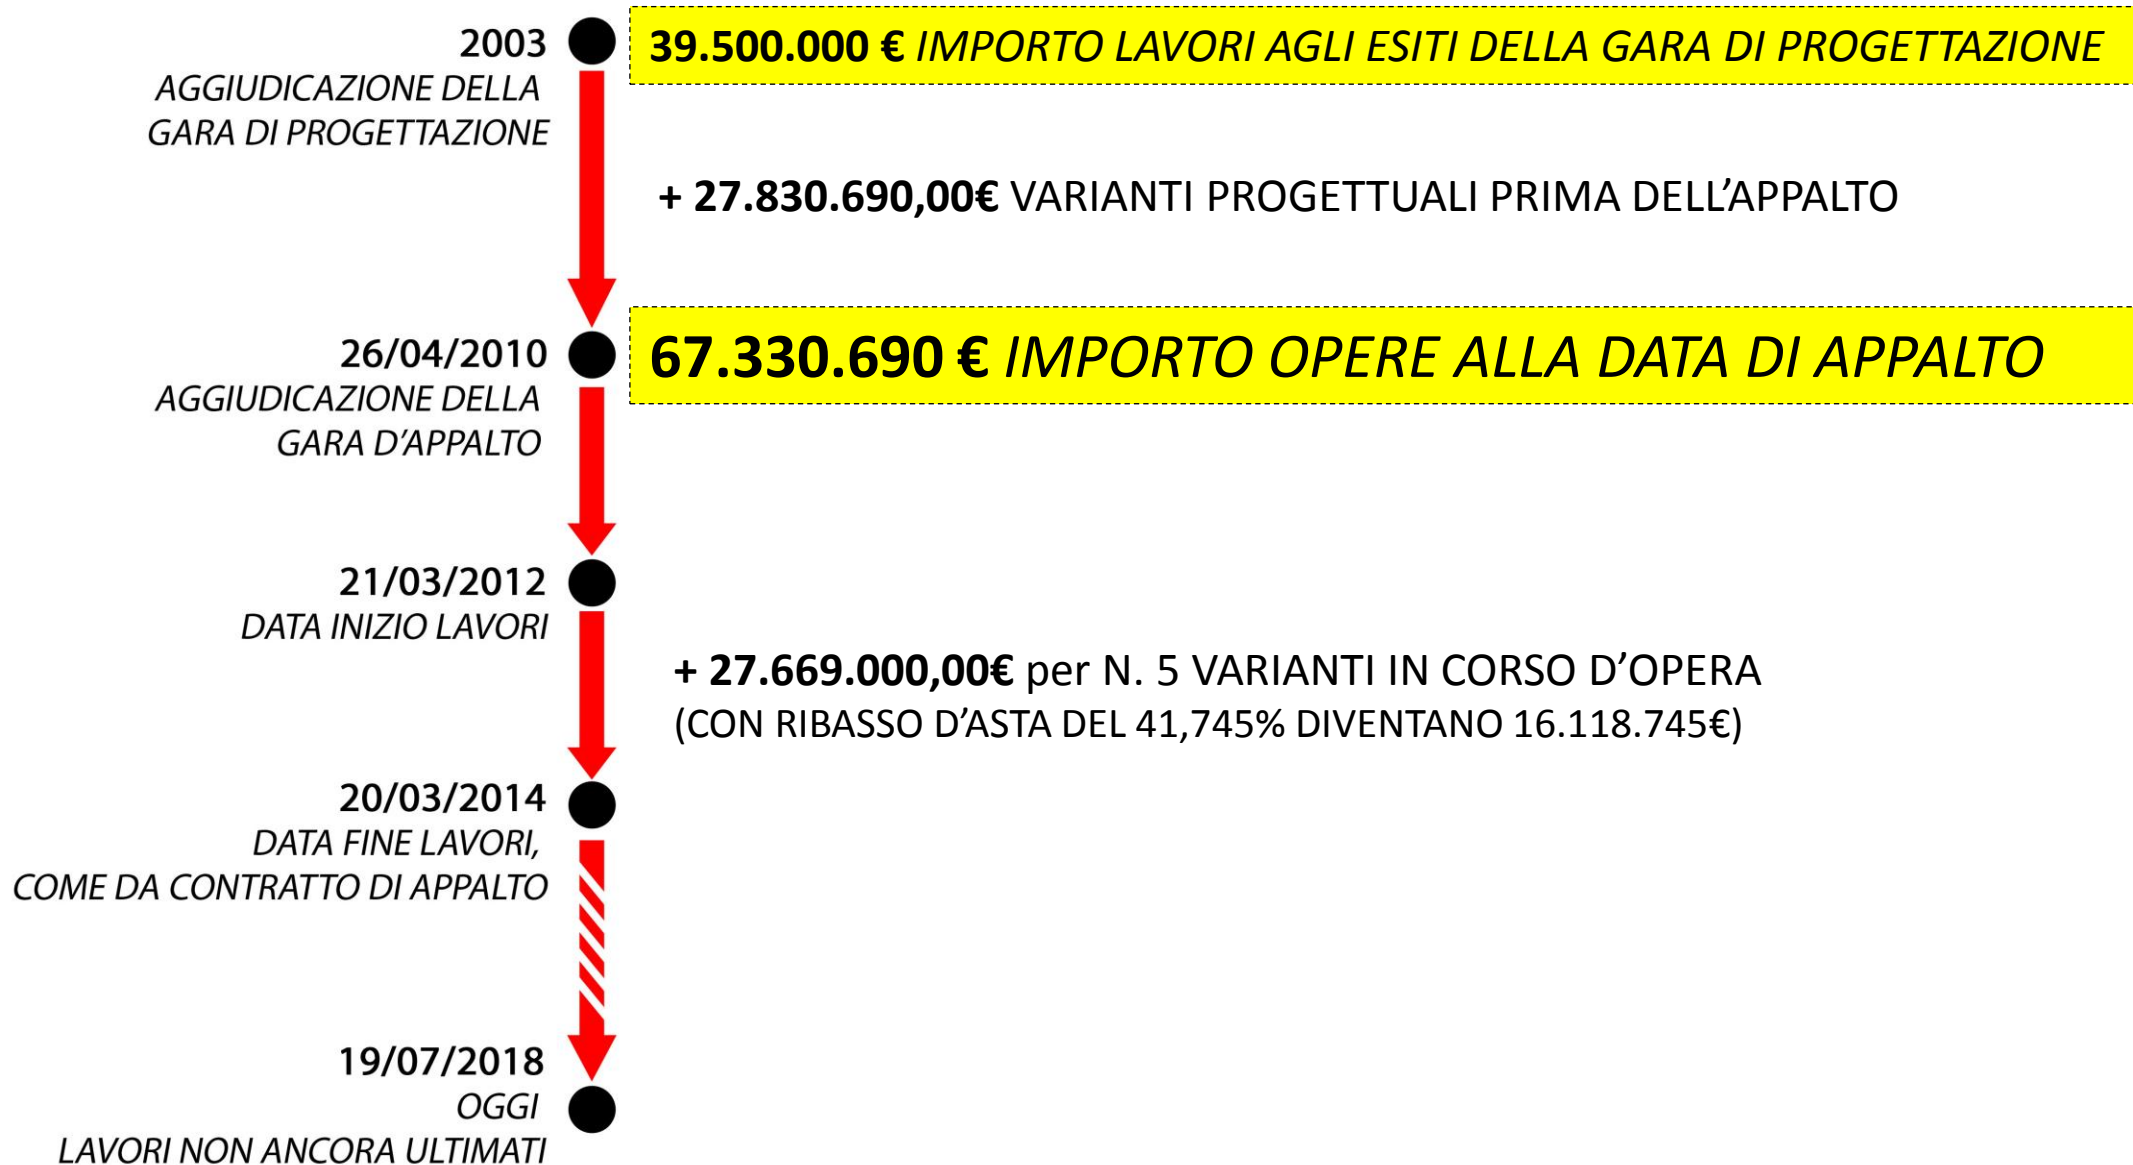 2003
AGGIUDICAZIONE DELLA
GARA DI PROGETTAZIONE
39.500.000 € IMPORTO LAVORI AGLI ESITI DELLA GARA DI PROGETTAZIONE
+ 27.830.690,00€ VARIANTI PROGETTUALI PRIMA DELL’APPALTO
26/04/2010
AGGIUDICAZIONE DELLA
GARA D’APPALTO
67.330.690 € IMPORTO OPERE ALLA DATA DI APPALTO
21/03/2012
DATA INIZIO LAVORI
+ 27.669.000,00€ per N. 5 VARIANTI IN CORSO D’OPERA
(CON RIBASSO D’ASTA DEL 41,745% DIVENTANO 16.118.745€)
20/03/2014
DATA FINE LAVORI,
COME DA CONTRATTO DI APPALTO
19/07/2018
OGGI
LAVORI NON ANCORA ULTIMATI